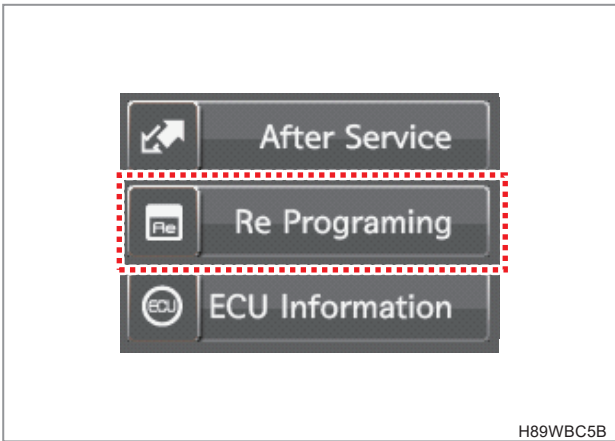 After Service
Re
Re Programing
ECU
ECU Information
H89WBC5B